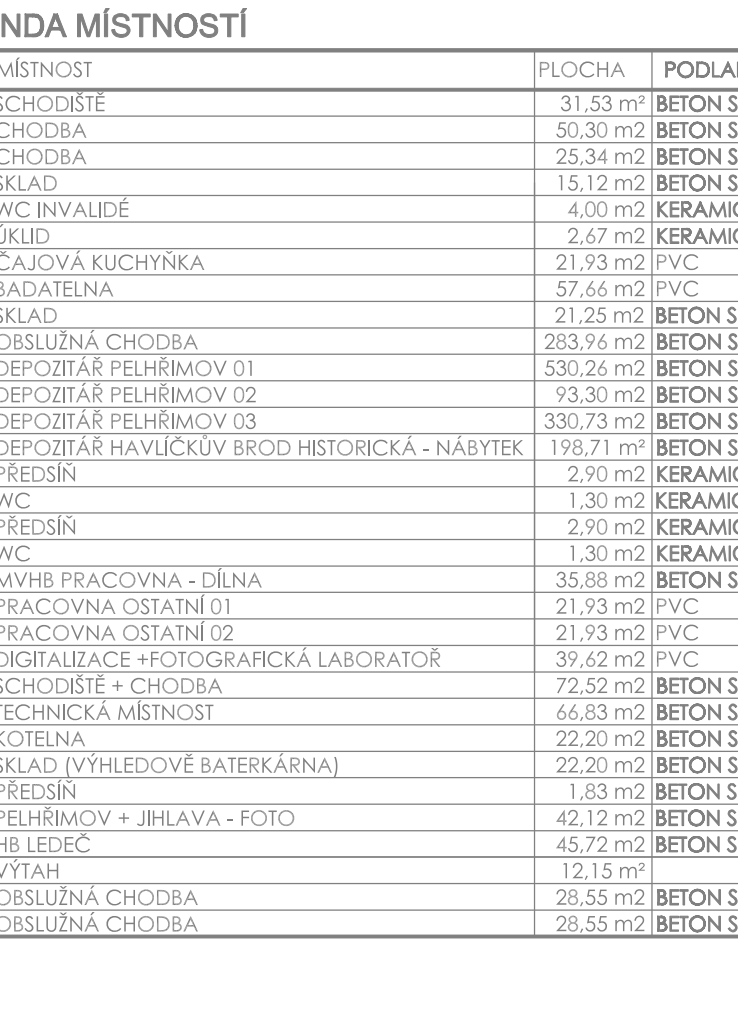 NDA MÍSTNOSTÍ
MÍSTNOST PLOCHA PODLA
SCHODIŠTĚ 31,53 m² BETON S
CHODBA 50,30 m2 BETON S
CHODBA 25,34 m2 BETON S
SKLAD 15,12 m2 BETON S
WC INVALIDÉ 4,00 m2 KERAMIC
ÚKLID 2,67 m2 KERAMIC
ČAJOVÁ KUCHYŇKA 21,93 m2 PVC
BADATELNA 57,66 m2 PVC
SKLAD 21,25 m2 BETON S
OBSLUŽNÁ CHODBA 283,96 m2 BETON S
DEPOZITÁŘ PELHŘIMOV 01 530,26 m2 BETON S
DEPOZITÁŘ PELHŘIMOV 02 93,30 m2 BETON S
DEPOZITÁŘ PELHŘIMOV 03 330,73 m2 BETON S
DEPOZITÁŘ HAVLÍČKŮV BROD HISTORICKÁ - NÁBYTEK 198,71 m² BETON S
PŘEDSÍŇ 2,90 m2 KERAMIC
WC 1,30 m2 KERAMIC
PŘEDSÍŇ 2,90 m2 KERAMIC
WC 1,30 m2 KERAMIC
MVHB PRACOVNA - DÍLNA 35,88 m2 BETON S
PRACOVNA OSTATNÍ 01 21,93 m2 PVC
PRACOVNA OSTATNÍ 02 21,93 m2 PVC
DIGITALIZACE +FOTOGRAFICKÁ LABORATOŘ 39,62 m2 PVC
SCHODIŠTĚ + CHODBA 72,52 m2 BETON S
TECHNICKÁ MÍSTNOST 66,83 m2 BETON S
KOTELNA 22,20 m2 BETON S
SKLAD (VÝHLEDOVĚ BATERKÁRNA) 22,20 m2 BETON S
PŘEDSÍŇ 1,83 m2 BETON S
PELHŘIMOV + JIHLAVA - FOTO 42,12 m2 BETON S
HB LEDEČ 45,72 m2 BETON S
VÝTAH 12,15 m²
OBSLUŽNÁ CHODBA 28,55 m2 BETON S
OBSLUŽNÁ CHODBA 28,55 m2 BETON S